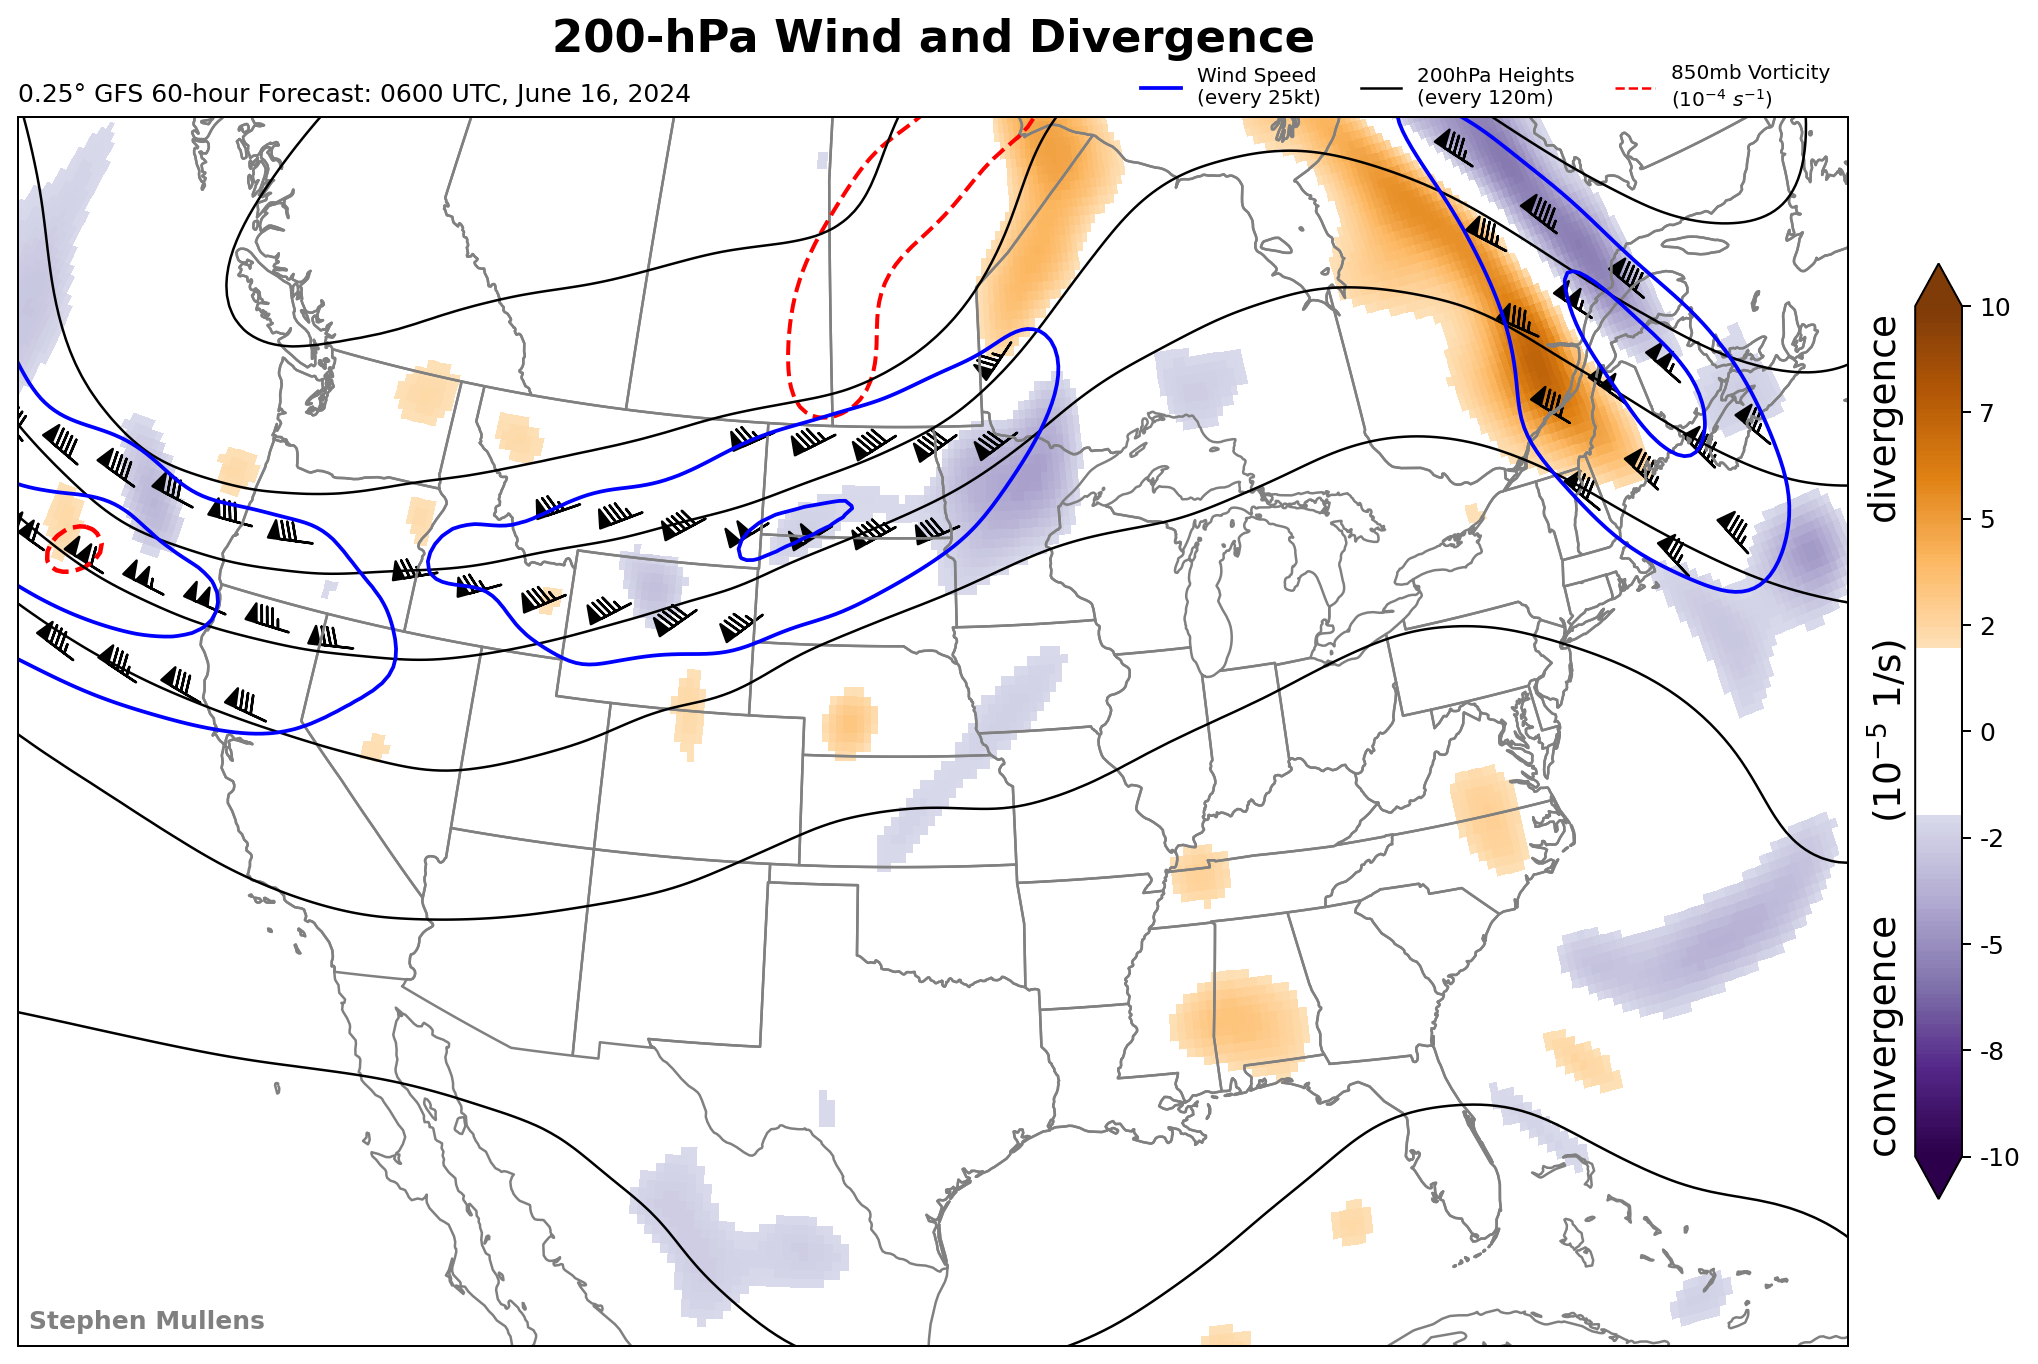 200-hPa Wind and Divergence
0.25° GFS 60-hour Forecast: 0600 UTC, June 16, 2024
Wind Speed
(every 25kt)
200hPa Heights
(every 120m)
850mb Vorticity
(10⁻⁴ s⁻¹)
10
7
5
2
0
-2
-5
-8
-10
convergence (10⁻⁵ 1/s) divergence
Stephen Mullens